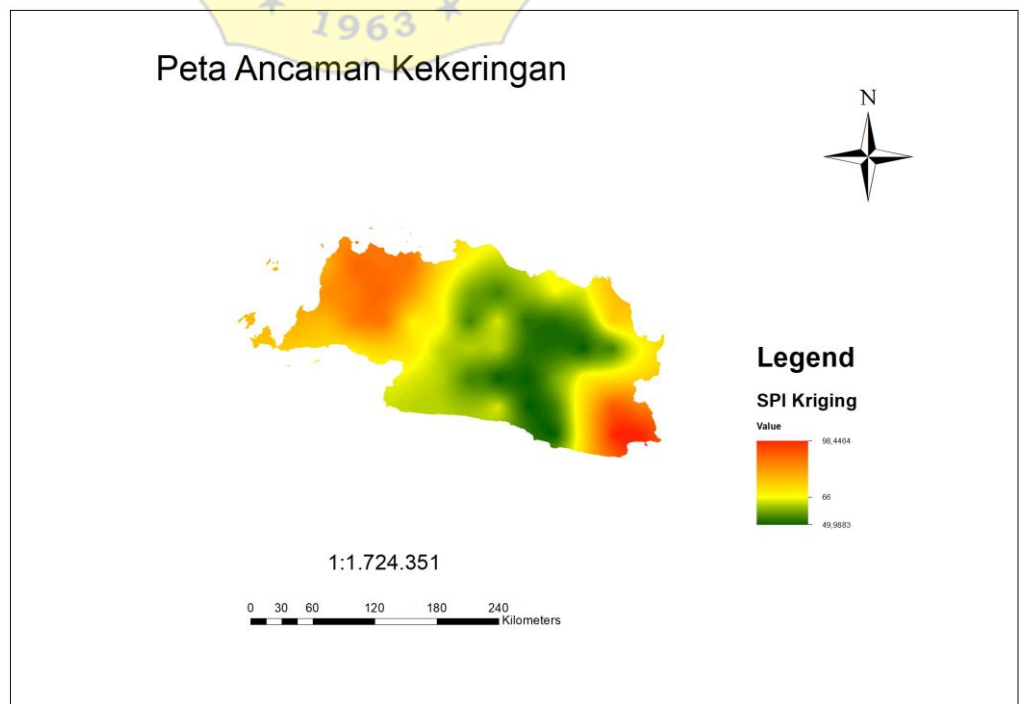 1963
Peta Ancaman Kekeringan
N
Legend
SPI Kriging
Value
98,4464
66
49,9883
1:1.724.351
0 30 60 120 180 240
Kilometers